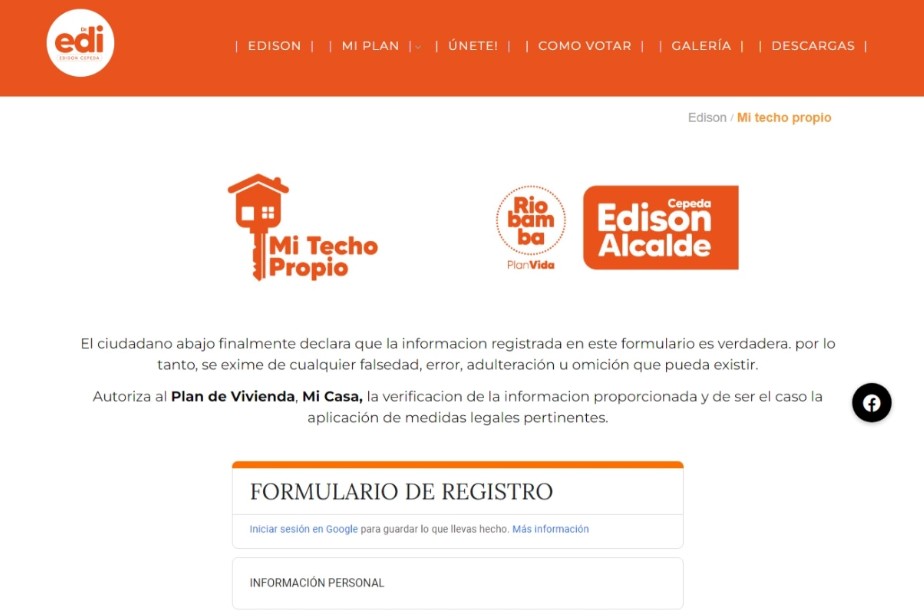 Dr.
edi
EDISON CEPEDA
| EDISON | | MI PLAN | | ÚNETE! | | COMO VOTAR | | GALERÍA | | DESCARGAS |
Edison / Mi techo propio
Mi Techo
Propio
Rio
bam
ba
PlanVida
Cepeda
Edison
Alcalde
El ciudadano abajo finalmente declara que la informacion registrada en este formulario es verdadera. por lo
tanto, se exime de cualquier falsedad, error, adulteración u omición que pueda existir.
Autoriza al Plan de Vivienda, Mi Casa, la verificacion de la informacion proporcionada y de ser el caso la
aplicación de medidas legales pertinentes.
FORMULARIO DE REGISTRO
Iniciar sesión en Google para guardar lo que llevas hecho. Más información
INFORMACIÓN PERSONAL